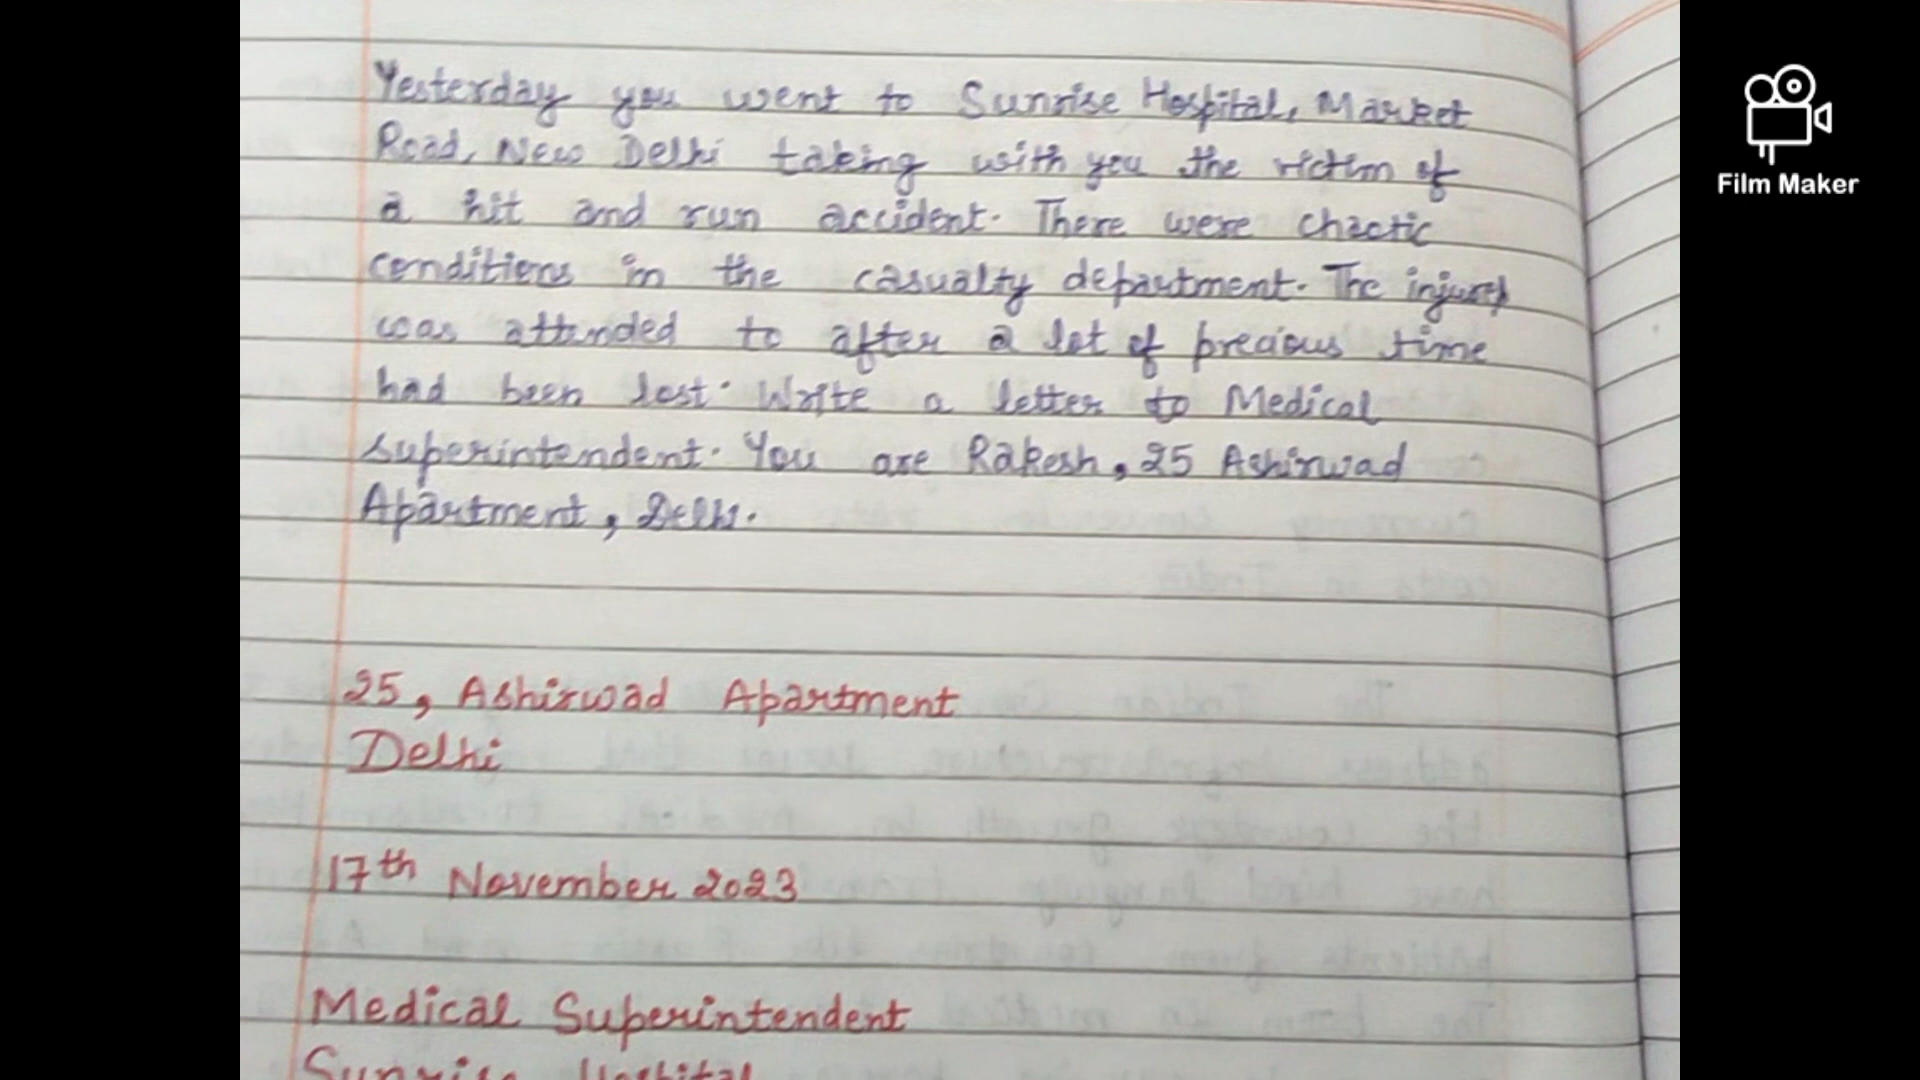 Yesterday you went to Sunrise Hospital, Market
Road, New Delhi taking with you the victim of
a hit and run accident. There were chaotic
conditions in the casualty department. The injured
was attended to after a lot of precious time
had been lost. Write a letter to Medical
Superintendent. You are Rakesh, 25 Ashirwad
Apartment, Delhi.
25, Ashirwad Apartment
Delhi
17th November 2023
Medical Superintendent
Sunrise Hospital
Film Maker